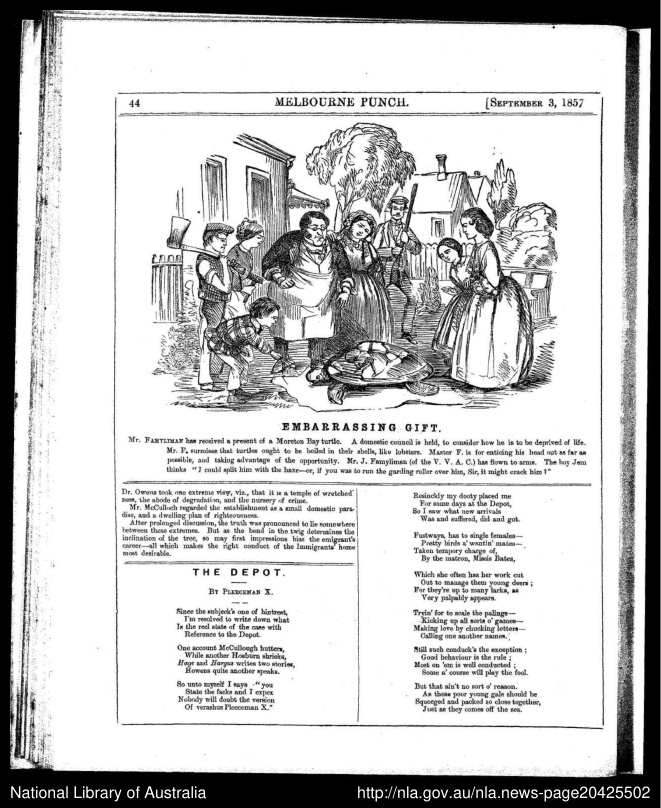 44
MELBOURNE PUNCH.
[SEPTEMBER 3, 1857
EMBARRASSING GIFT.
MR. FAMYLIMAN has received a present of a Moreton Bay turtle. A domestic council is held, to consider how he is to be deprived of life.
Mr. F. surmises that turtles ought to be boiled in their shells, like lobsters. Master F. is for enticing his head out as far as
possible, and taking advantage of the opportunity. Mr. J. Famyliman (of the V. V. A. C.) has flown to arms. The boy Jem
thinks "I could split him with the haxe—or, if you was to run the garding roller over him, Sir, it might crack him!"
Dr. Owens took one extreme view, viz., that it is a temple of wretched
ness, the abode of degradation, and the nursery of crime.
Mr. McCulloch regarded the establishment as a small domestic para-
dise, and a dwelling plan of righteousness.
After prolonged discussion, the truth was pronounced to lie somewhere
between these extremes. But as the bend in the twig determines the
inclination of the tree, so may first impressions bias the emigrant's
career—all which makes the right conduct of the Immigrants' home
most desirable.
THE DEPOT.
BY PLEECEMAN X.
Since the subjeck's one of hintrest,
I'm resolved to write down what
Is the reel state of the case with
Reference to the Depot.
One account McCullough hutters,
While another Hosburn shrieks,
Hage and Hargus writes two stories,
Howens quite another speaks.
So unto myself I says "you
State the facks and I expex
Nobody will doubt the version
Of veracihus Pleeceman X."
Resinckly my dooty placed me
For some days at the Depot,
So I saw what new arrivals
Was and suffered, did and got.
Fustways, has to single females—
Pretty birds a' wantin' mates—
Taken tempory charge of,
By the matron, Missis Bates,
Which she often has her work cut
Out to manage them young deers;
For they're up to many larks, as
Very palpably appears.
Tryin' for to scale the palings—
Kicking up all sorts o' games—
Making love by chucking letters—
Calling one another names.
Still such conduck's the exception;
Good behaviour is the rule;
Most on 'em is well conducted;
Some o' course will play the fool.
But that ain't no sort o' reason.
As these poor young gals should be
Squeeged and packed so close together,
Just as they comes off the sea.
National Library of Australia
http://nla.gov.au/nla.news-page20425502